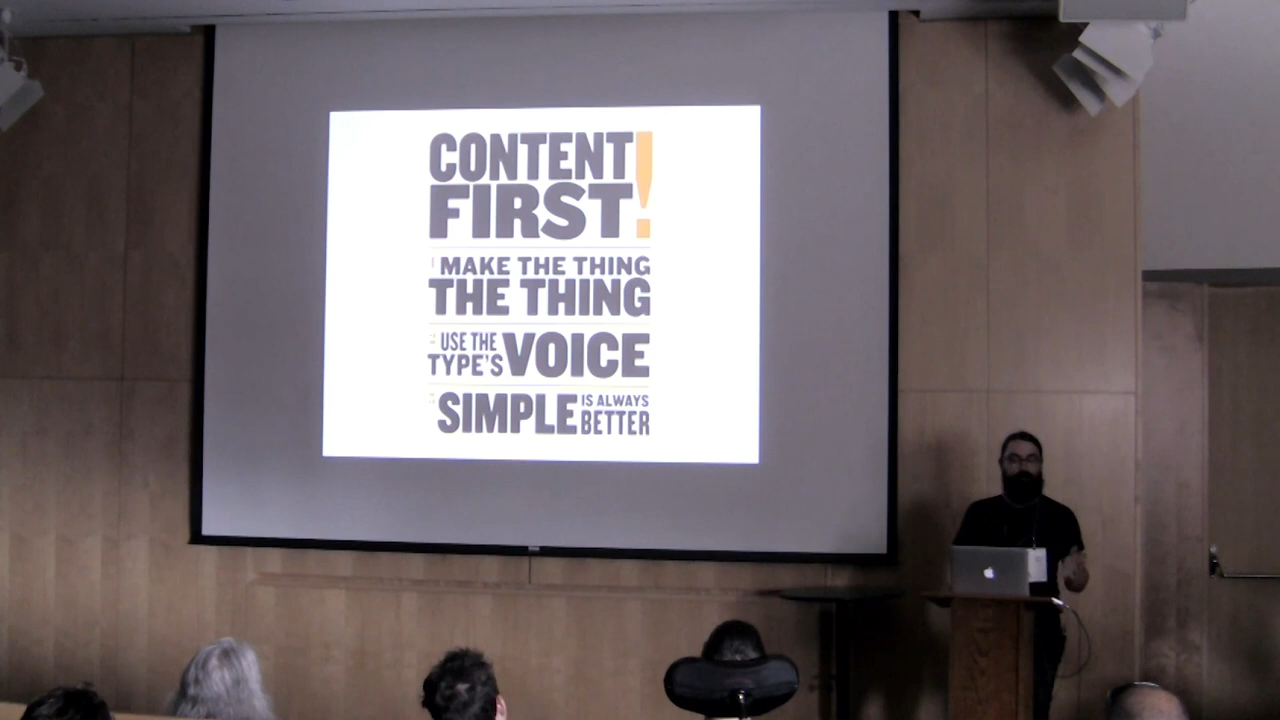 CONTENT
FIRST!
MAKE THE THING
THE THING
USE THE
TYPE'S VOICE
SIMPLE IS ALWAYS
BETTER